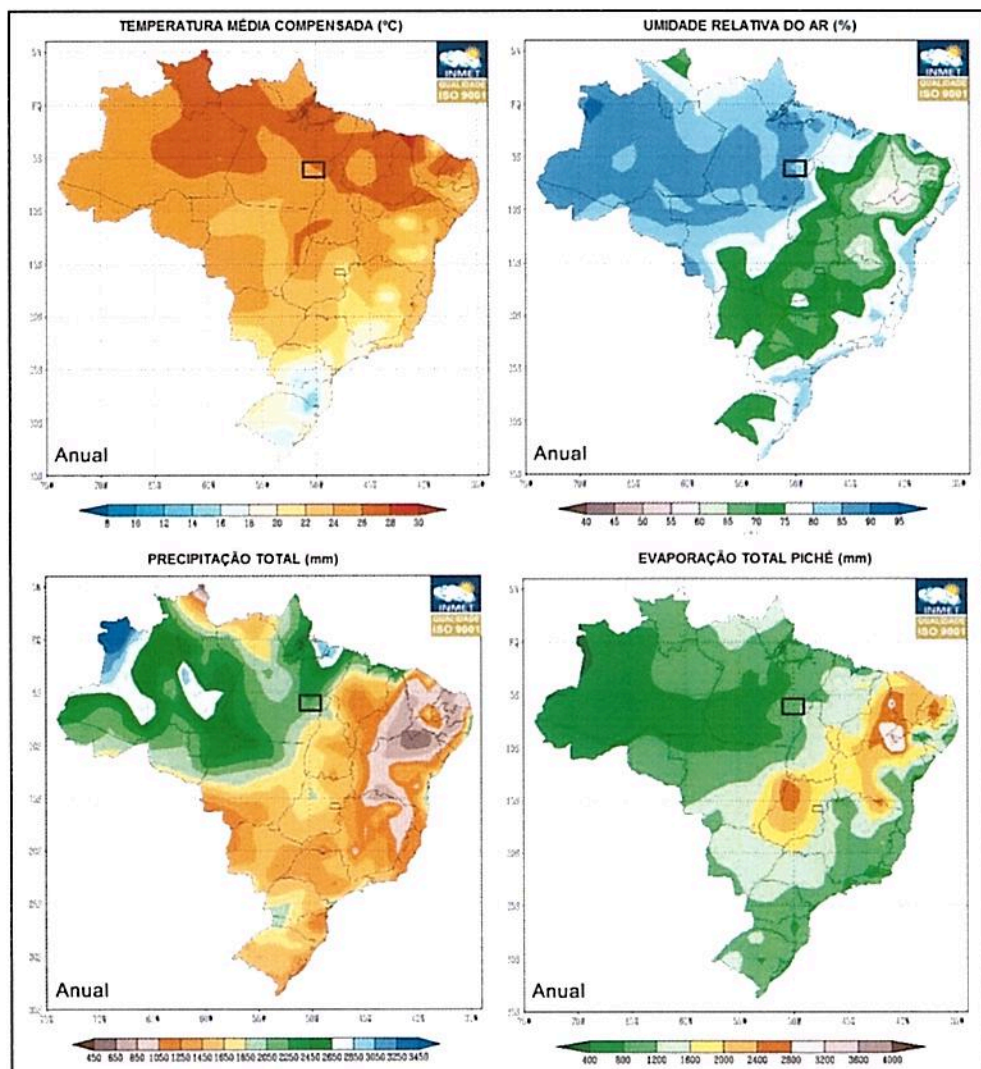 TEMPERATURA MÉDIA COMPENSADA (ºC)
INMET
QUALIDADE
ISO 9001
Anual
8 10 12 14 16 18 20 22 24 26 28 30
UMIDADE RELATIVA DO AR (%)
INMET
QUALIDADE
ISO 9001
Anual
40 45 50 55 60 65 70 75 80 85 90 95
PRECIPITAÇÃO TOTAL (mm)
INMET
QUALIDADE
ISO 9001
Anual
450 650 850 1050 1250 1450 1650 1850 2050 2250 2450 2650 2850 3050 3250 3450
EVAPORAÇÃO TOTAL PICHÉ (mm)
INMET
QUALIDADE
ISO 9001
Anual
400 800 1200 1600 2000 2400 2800 3200 3600 4000